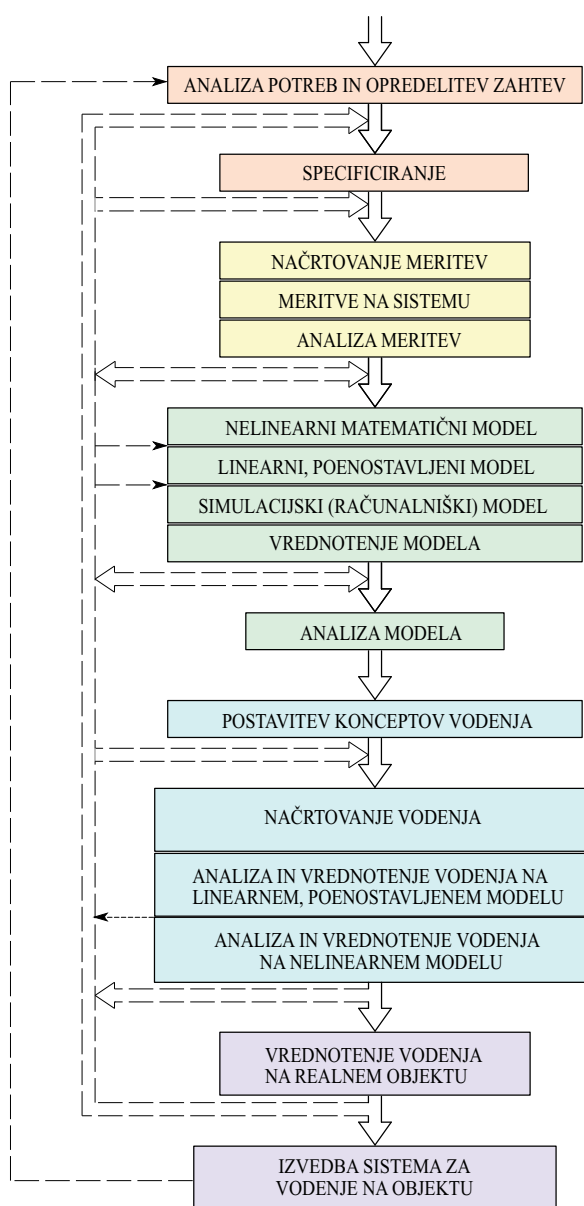 ANALIZA POTREB IN OPREDELITEV ZAHTEV
SPECIFICIRANJE
NAČRTOVANJE MERITEV
MERITVE NA SISTEMU
ANALIZA MERITEV
NELINEARNI MATEMATIČNI MODEL
LINEARNI, POENOSTAVLJENI MODEL
SIMULACIJSKI (RAČUNALNIŠKI) MODEL
VREDNOTENJE MODELA
ANALIZA MODELA
POSTAVITEV KONCEPTOV VODENJA
NAČRTOVANJE VODENJA
ANALIZA IN VREDNOTENJE VODENJA NA
LINEARNEM, POENOSTAVLJENEM MODELU
ANALIZA IN VREDNOTENJE VODENJA
NA NELINEARNEM MODELU
VREDNOTENJE VODENJA
NA REALNEM OBJEKTU
IZVEDBA SISTEMA ZA
VODENJE NA OBJEKTU